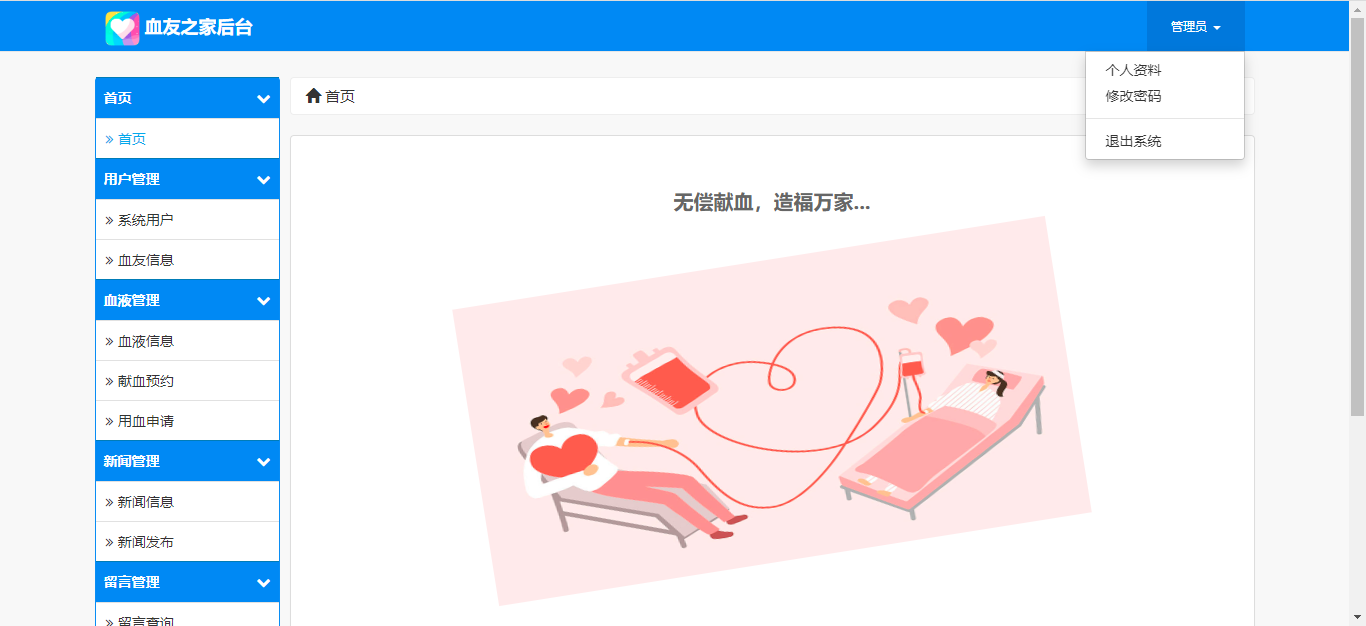 血友之家后台
管理员
个人资料
修改密码
退出系统
首页
首页
用户管理
系统用户
血友信息
血液管理
血液信息
献血预约
用血申请
新闻管理
新闻信息
新闻发布
留言管理
留言查询
首页
无偿献血，造福万家...